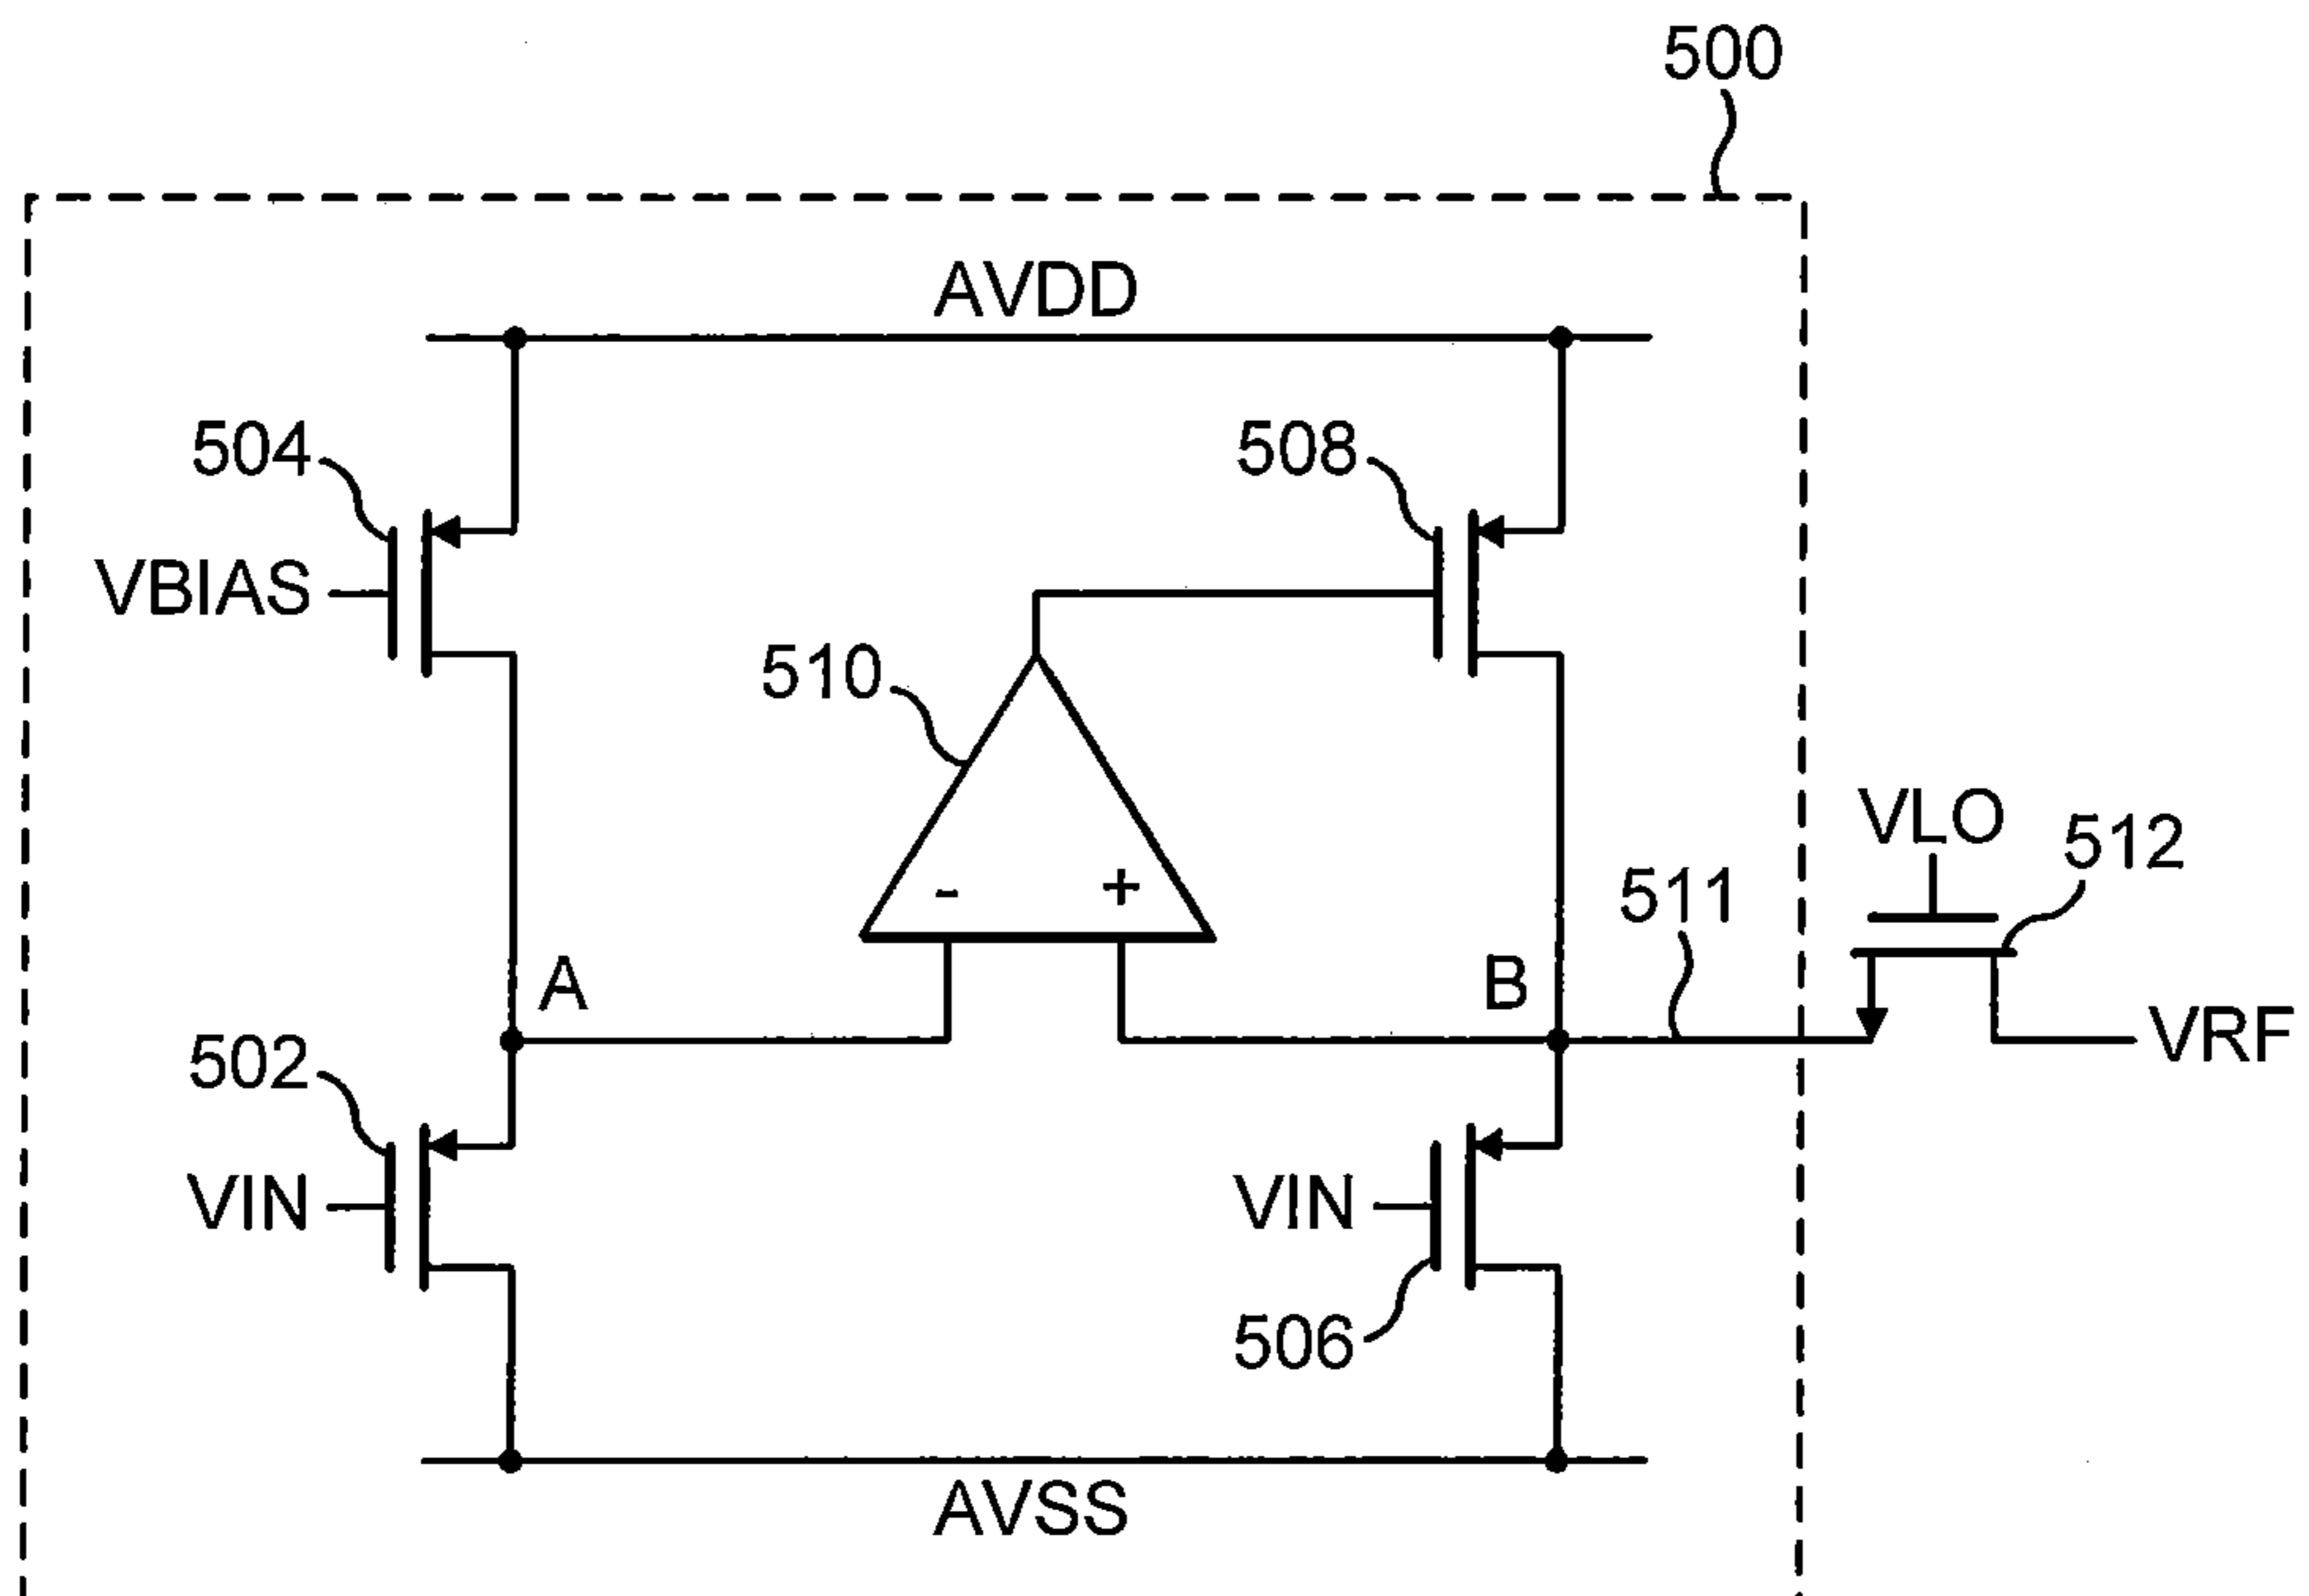 500
AVDD
504
508
VBIAS
510
VLO
512
511
- +
A
B
502
VRF
VIN
VIN
506
AVSS